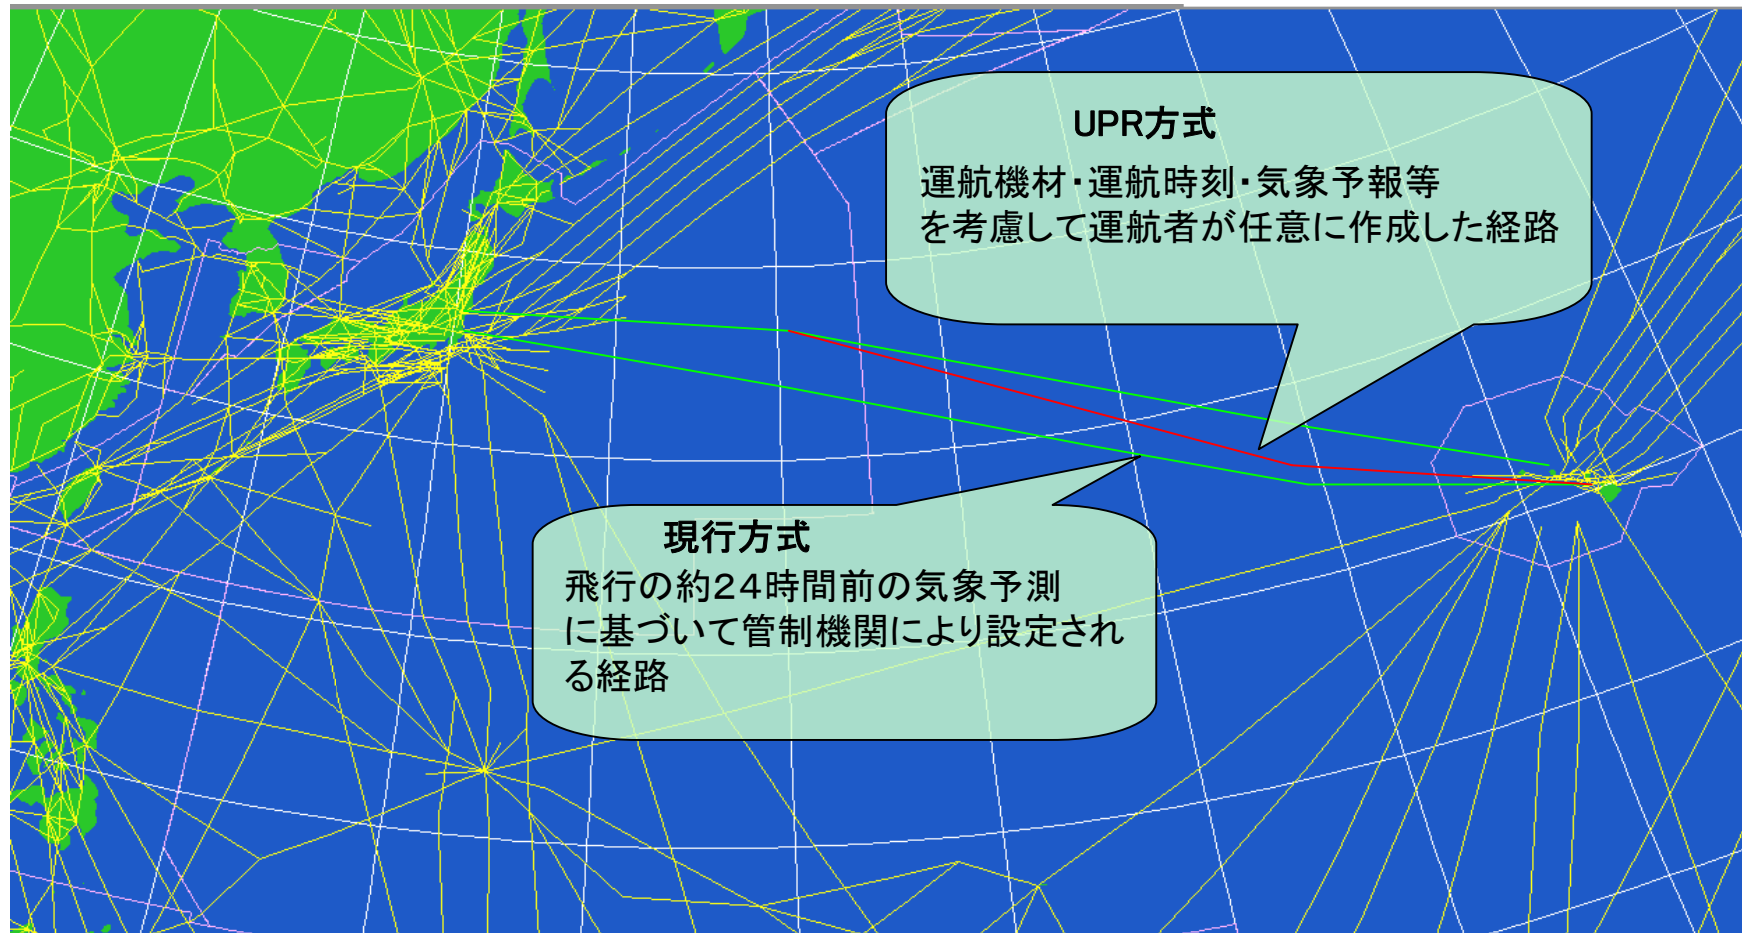 UPR方式
運航機材・運航時刻・気象予報等
を考慮して運航者が任意に作成した経路
現行方式
飛行の約２４時間前の気象予測
に基づいて管制機関により設定され
る経路